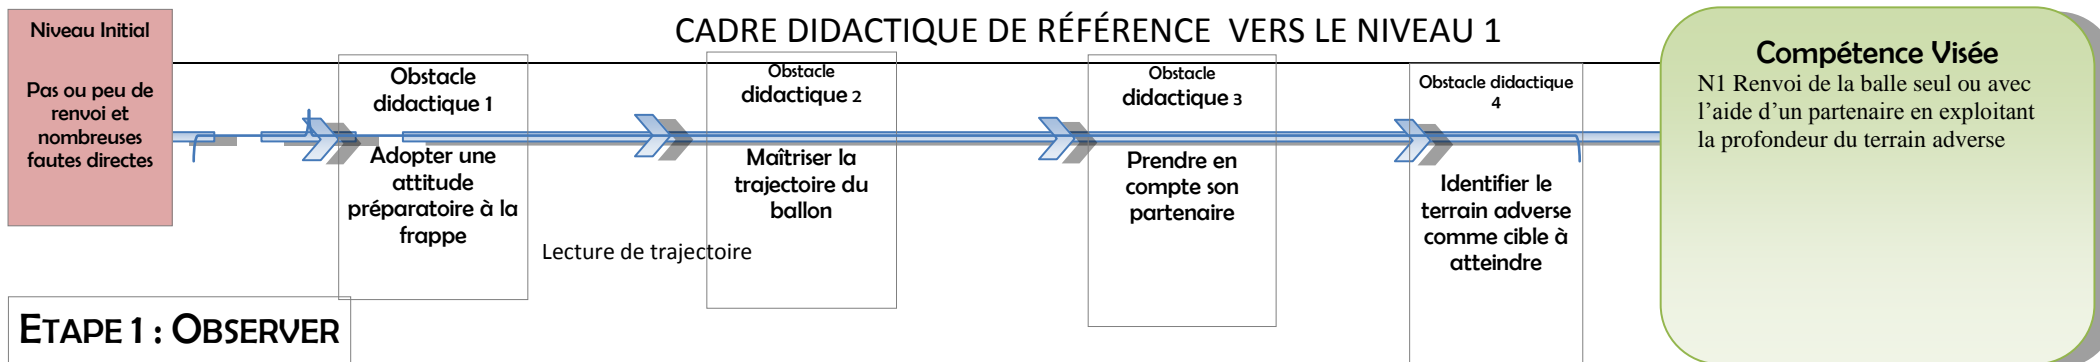 CADRE DIDACTIQUE DE RÉFÉRENCE VERS LE NIVEAU 1
Niveau Initial
Pas ou peu de
renvoi et
nombreuses
fautes directes
Obstacle
didactique 1
Adopter une
attitude
préparatoire à la
frappe
Lecture de trajectoire
Obstacle
didactique 2
Maîtriser la
trajectoire du
ballon
Obstacle
didactique 3
Prendre en
compte son
partenaire
Obstacle didactique
4
Identifier le
terrain adverse
comme cible à
atteindre
Compétence Visée
N1 Renvoi de la balle seul ou avec
l’aide d’un partenaire en exploitant
la profondeur du terrain adverse
ETAPE 1 : OBSERVER